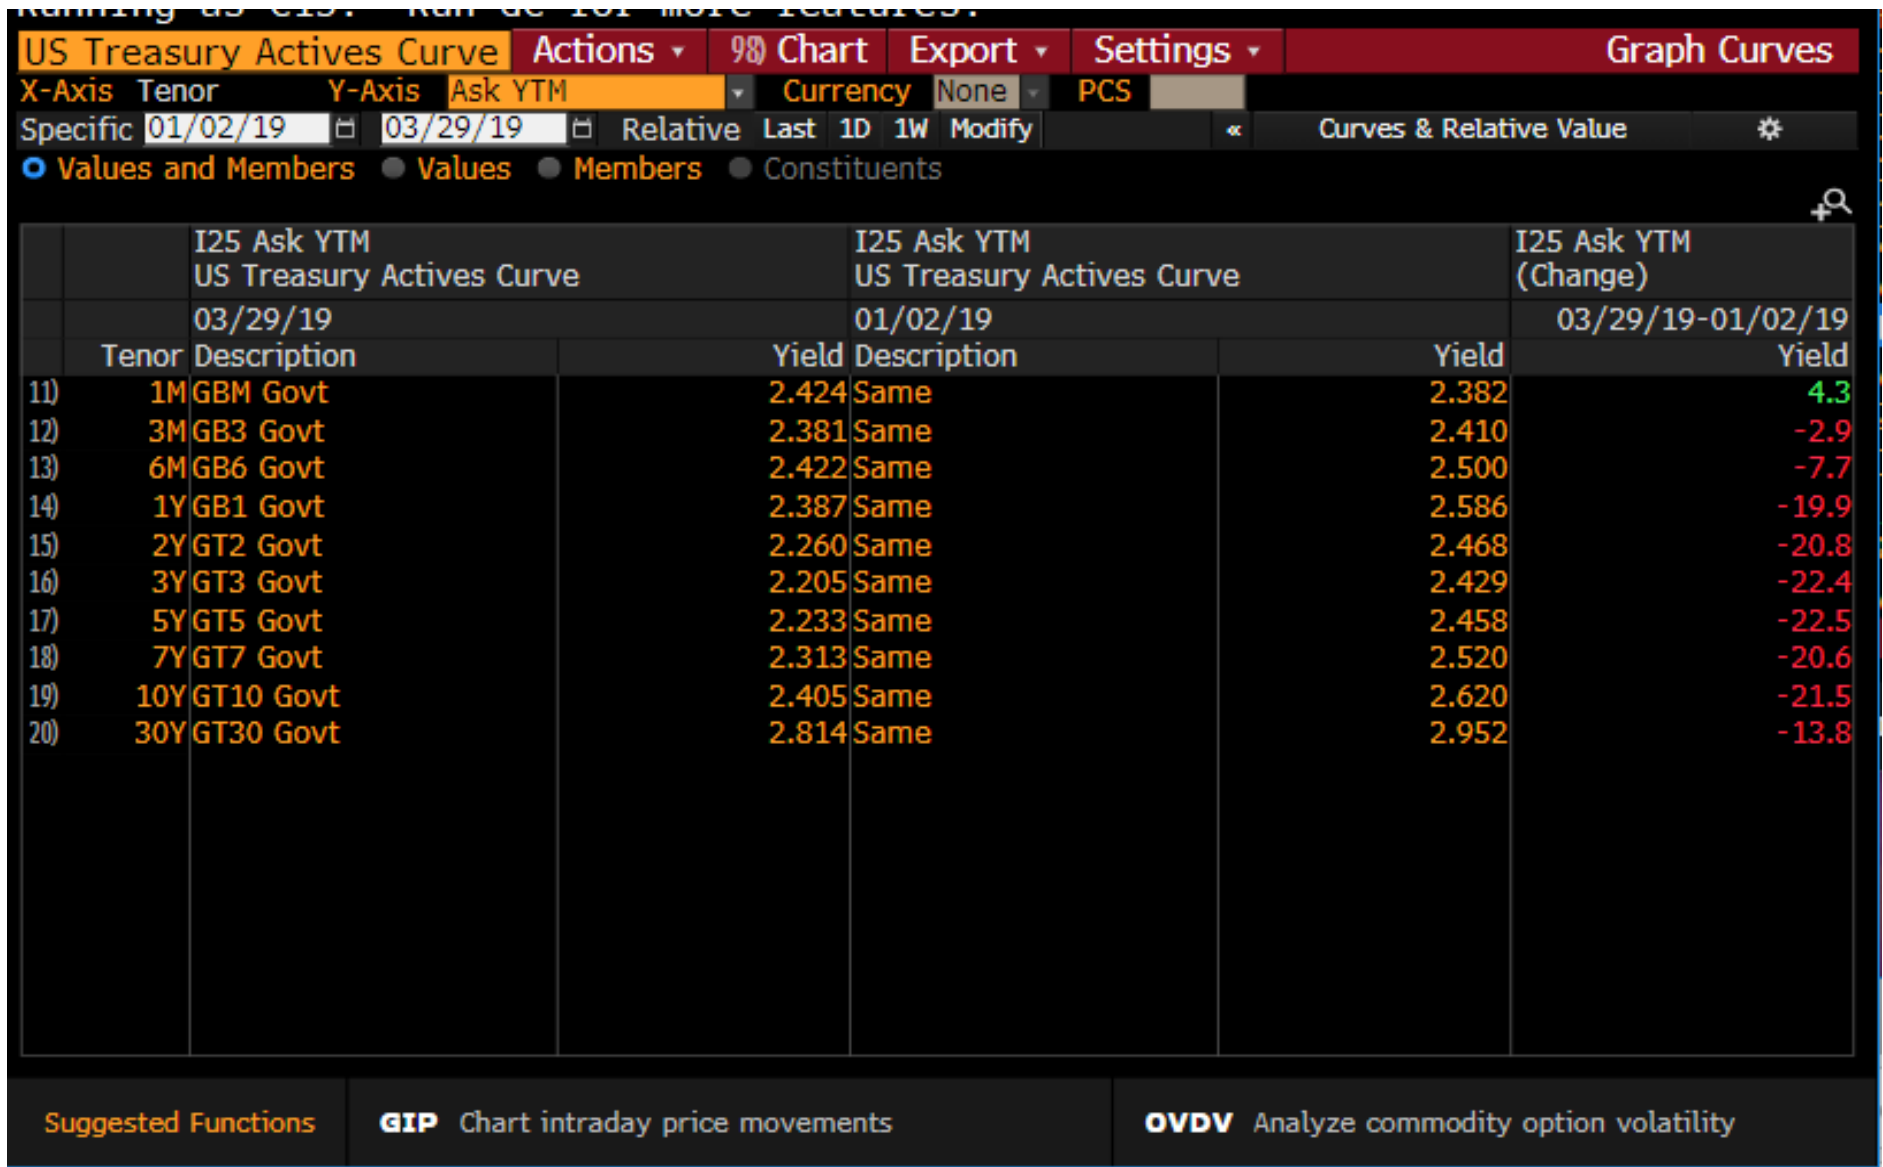 Running as C15. Run GC for more features.
US Treasury Actives Curve Actions 98) Chart Export Settings Graph Curves
X-Axis Tenor Y-Axis Ask YTM Currency None PCS
Specific 01/02/19 03/29/19 Relative Last 1D 1W Modify « Curves & Relative Value
Values and Members Values Members Constituents
I25 Ask YTM I25 Ask YTM I25 Ask YTM
US Treasury Actives Curve US Treasury Actives Curve (Change)
03/29/19 01/02/19 03/29/19-01/02/19
Tenor Description Yield Description Yield Yield
11) 1M GBM Govt 2.424 Same 2.382 4.3
12) 3M GB3 Govt 2.381 Same 2.410 -2.9
13) 6M GB6 Govt 2.422 Same 2.500 -7.7
14) 1Y GB1 Govt 2.387 Same 2.586 -19.9
15) 2Y GT2 Govt 2.260 Same 2.468 -20.8
16) 3Y GT3 Govt 2.205 Same 2.429 -22.4
17) 5Y GT5 Govt 2.233 Same 2.458 -22.5
18) 7Y GT7 Govt 2.313 Same 2.520 -20.6
19) 10Y GT10 Govt 2.405 Same 2.620 -21.5
20) 30Y GT30 Govt 2.814 Same 2.952 -13.8
Suggested Functions GIP Chart intraday price movements OVDV Analyze commodity option volatility